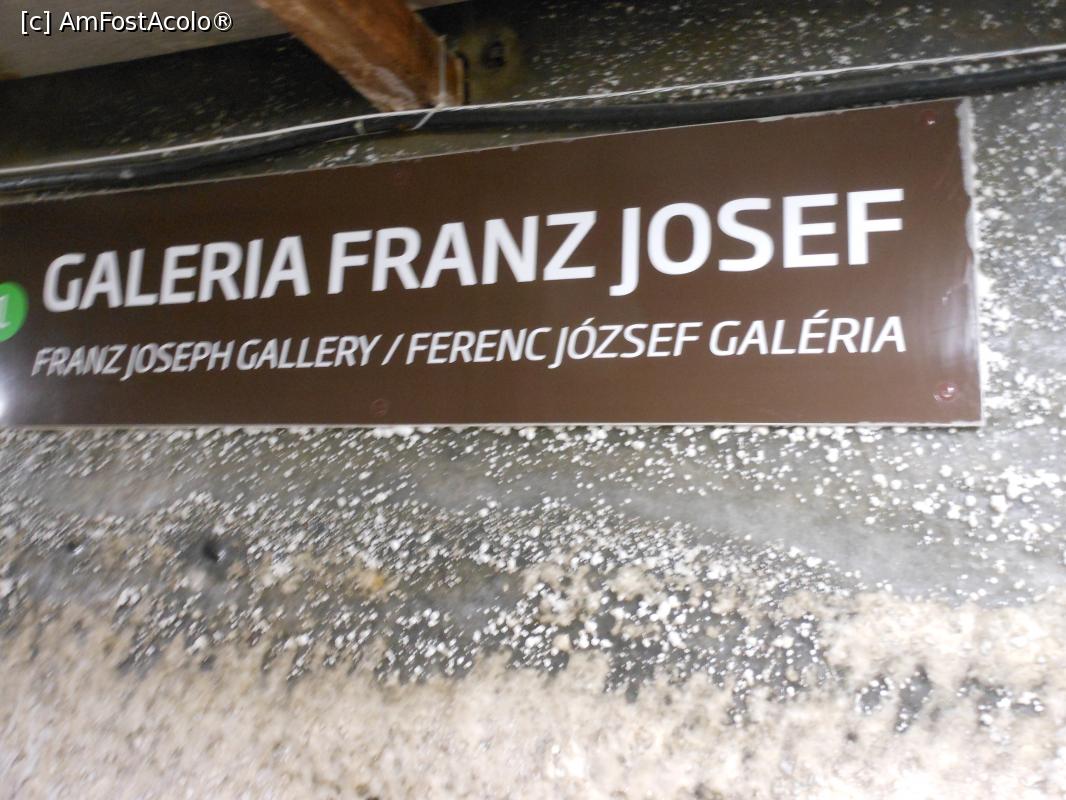 [c] AmFostAcolo®
GALERIA FRANZ JOSEF
FRANZ JOSEPH GALLERY / FERENC JÓZSEF GALÉRIA